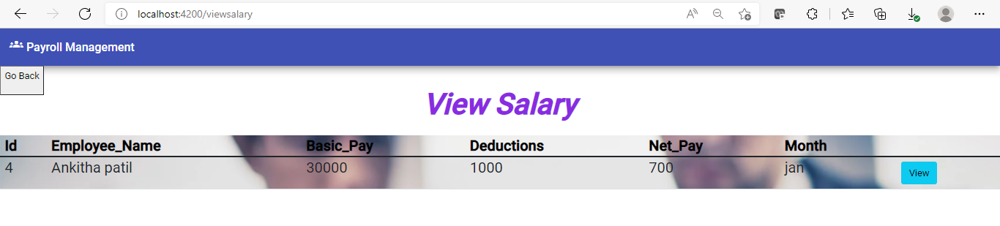 localhost:4200/viewsalary
Payroll Management
Go Back
View Salary
Id Employee_Name Basic_Pay Deductions Net_Pay Month
4 Ankitha patil 30000 1000 700 jan View